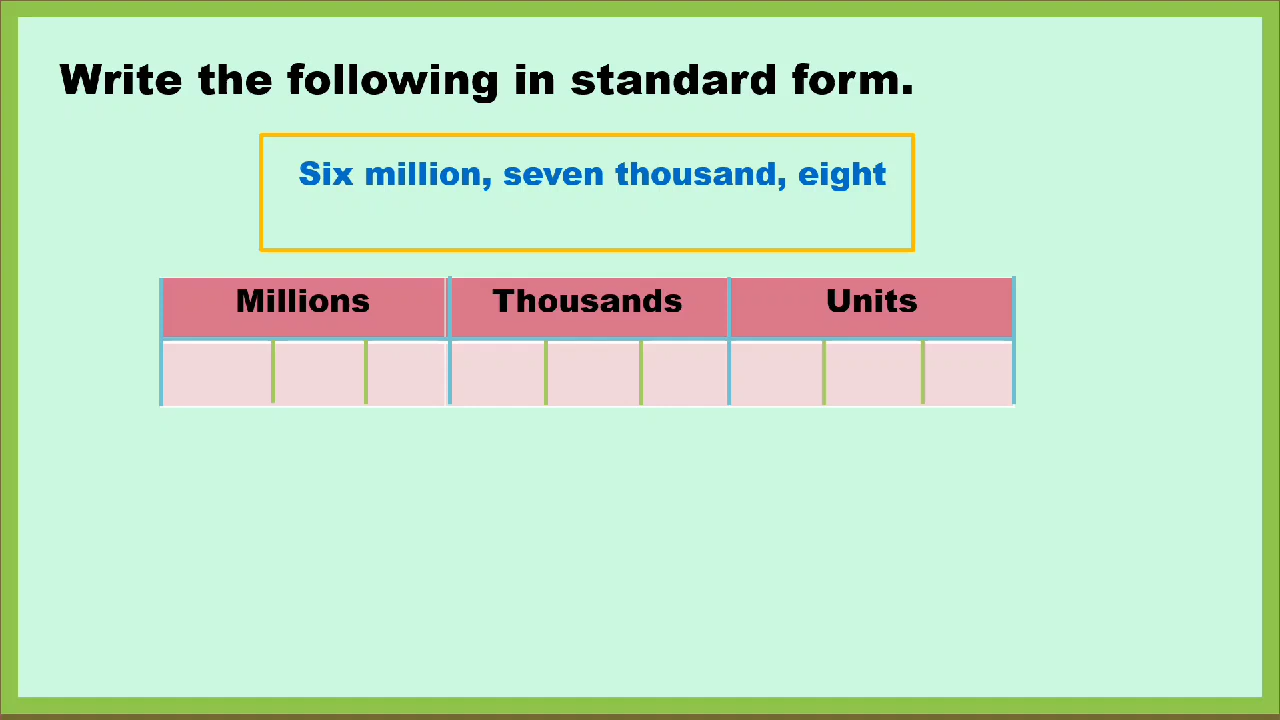 Write the following in standard form.
Six million, seven thousand, eight
Millions Thousands Units